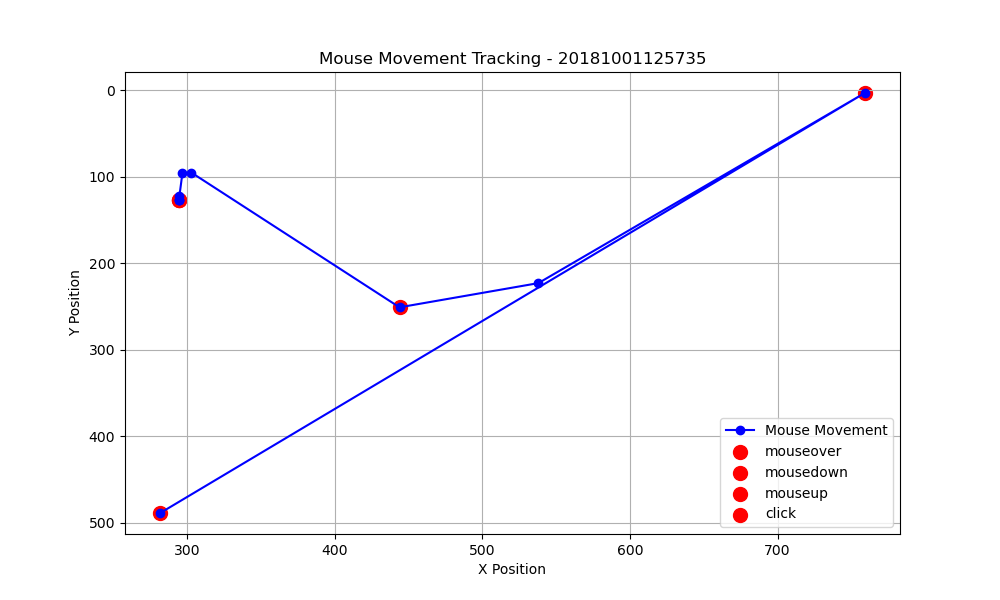 Mouse Movement Tracking - 20181001125735
0
100
200
300
400
500
Y Position
300 400 500 600 700
X Position
Mouse Movement
mouseover
mousedown
mouseup
click